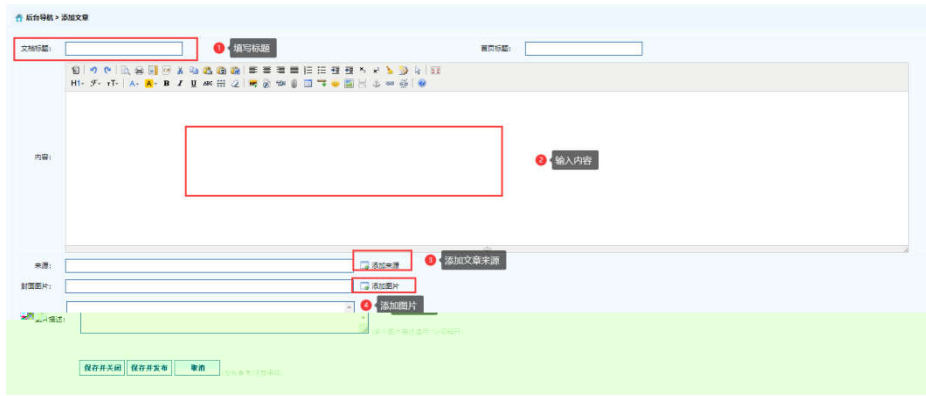 后台导航 > 添加文章
文档标题：
1 填写标题
首页标题：
内容：
2 输入内容
来源：
添加来源
3 添加文章来源
封面图片：
添加图片
4 添加图片
描述：
保存并关闭 保存并发布 取消